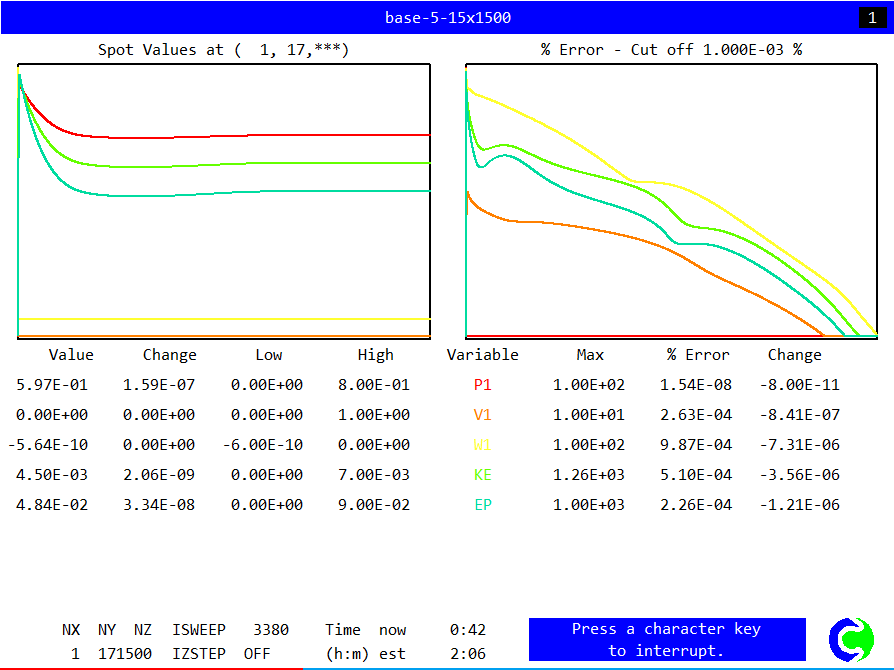 base-5-15x1500 1
Spot Values at (  1, 17,***) % Error - Cut off 1.000E-03 %
Value Change Low High Variable Max % Error Change
5.97E-01 1.59E-07 0.00E+00 8.00E-01 P1 1.00E+02 1.54E-08 -8.00E-11
0.00E+00 0.00E+00 0.00E+00 1.00E+00 V1 1.00E+01 2.63E-04 -8.41E-07
-5.64E-10 0.00E+00 -6.00E-10 0.00E+00 W1 1.00E+02 9.87E-04 -7.31E-06
4.50E-03 2.06E-09 0.00E+00 7.00E-03 KE 1.26E+03 5.10E-04 -3.56E-06
4.84E-02 3.34E-08 0.00E+00 9.00E-02 EP 1.00E+03 2.26E-04 -1.21E-06
NX NY NZ ISWEEP 3380 Time now 0:42 Press a character key
1 171500 IZSTEP OFF (h:m) est 2:06 to interrupt.